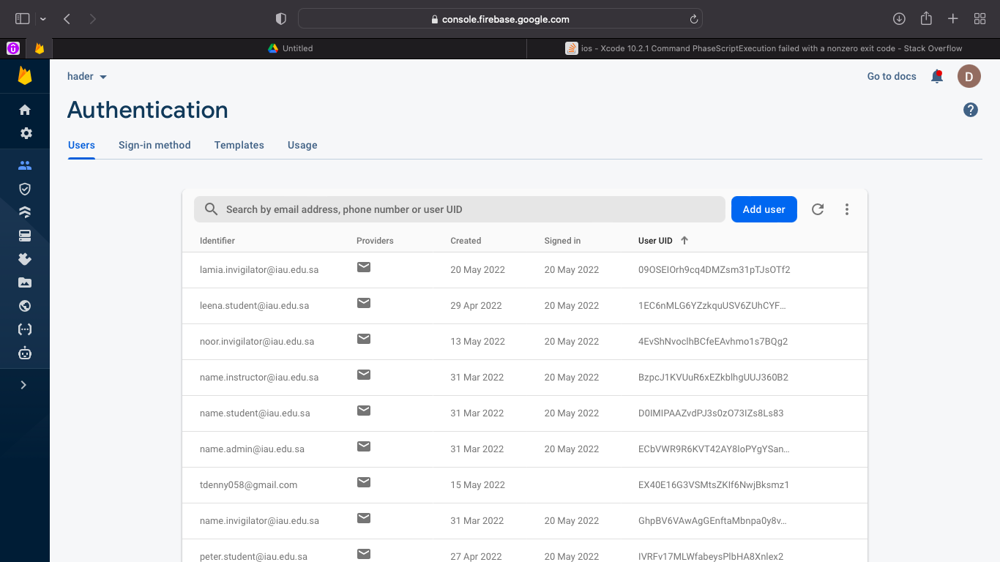 console.firebase.google.com
Untitled
ios - Xcode 10.2.1 Command PhaseScriptExecution failed with a nonzero exit code - Stack Overflow
hader
Go to docs
D
Authentication
?
Users Sign-in method Templates Usage
Search by email address, phone number or user UID
Add user
Identifier Providers Created Signed in User UID
lamia.invigilator@iau.edu.sa 20 May 2022 20 May 2022 09OSEIOrh9cq4DMZsm31pTJsOTf2
leena.student@iau.edu.sa 29 Apr 2022 20 May 2022 1EC6nMLG6YZzkquUSV6ZUhCYF...
noor.invigilator@iau.edu.sa 13 May 2022 20 May 2022 4EvShNvoclhBCfeEAvhmo1s7BQg2
name.instructor@iau.edu.sa 31 Mar 2022 20 May 2022 BzpcJ1KVUuR6xEZkblhgUUJ360B2
name.student@iau.edu.sa 31 Mar 2022 20 May 2022 D0IMIPAAZvdPJ3s0zO73IZs8Ls83
name.admin@iau.edu.sa 31 Mar 2022 20 May 2022 ECbVWR9R6KVT42AY8loPYgYSan...
tdenny058@gmail.com 15 May 2022 EX40E16G3VSMtsZKlf6NwjBksmz1
name.invigilator@iau.edu.sa 31 Mar 2022 20 May 2022 GhpBV6VAwAgGEnftaMbnpa0y8v...
peter.student@iau.edu.sa 27 Apr 2022 20 May 2022 IVRFv17MLWfabeysPlbHA8Xnlex2